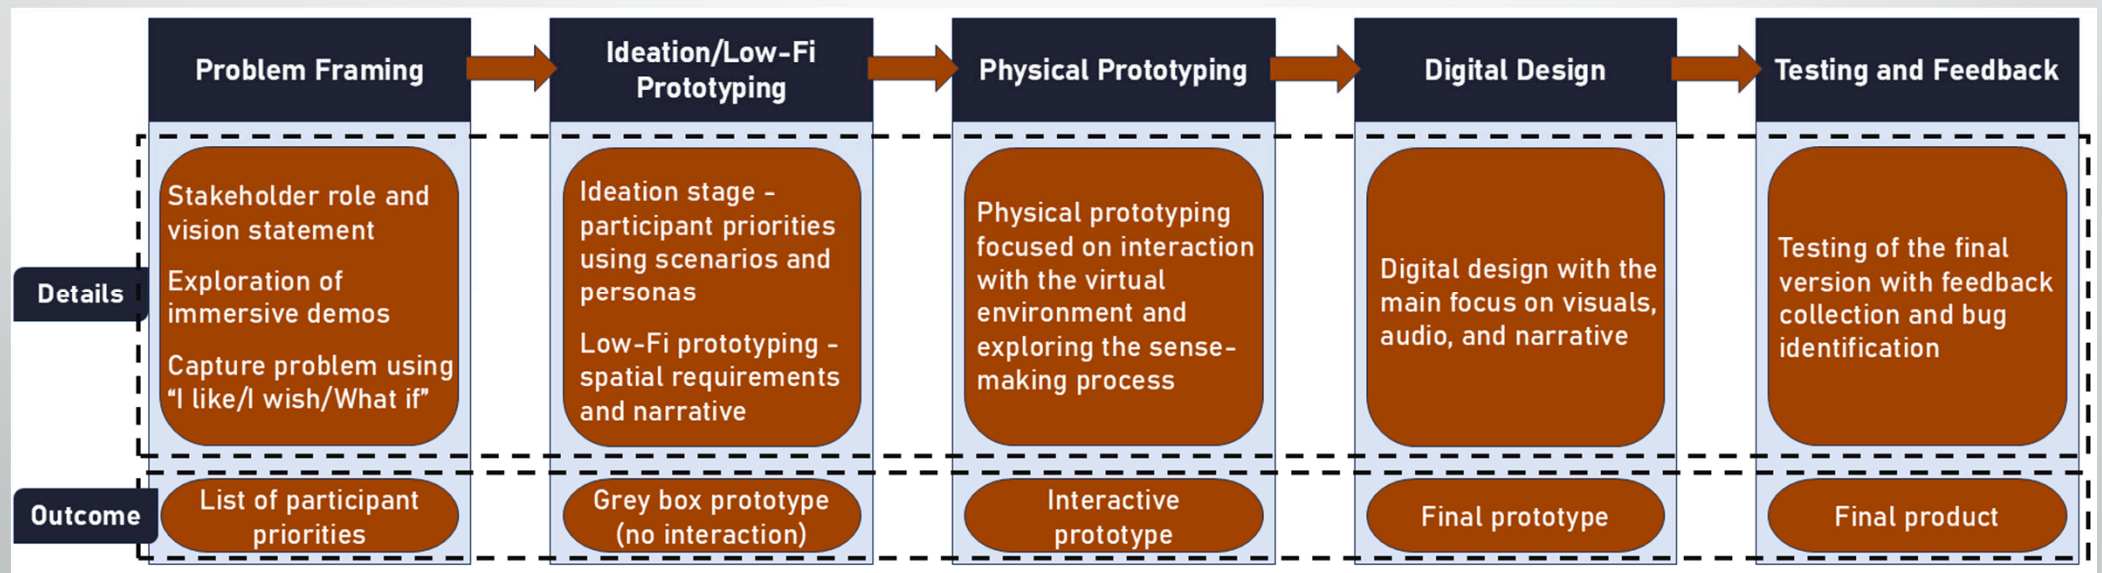 Problem Framing
Ideation/Low-Fi
Prototyping
Physical Prototyping
Digital Design
Testing and Feedback
Details
Stakeholder role and
vision statement
Exploration of
immersive demos
Capture problem using
“I like/I wish/What if”
Ideation stage -
participant priorities
using scenarios and
personas
Low-Fi prototyping -
spatial requirements
and narrative
Physical prototyping
focused on interaction
with the virtual
environment and
exploring the sense-
making process
Digital design with the
main focus on visuals,
audio, and narrative
Testing of the final
version with feedback
collection and bug
identification
Outcome
List of participant
priorities
Grey box prototype
(no interaction)
Interactive
prototype
Final prototype
Final product